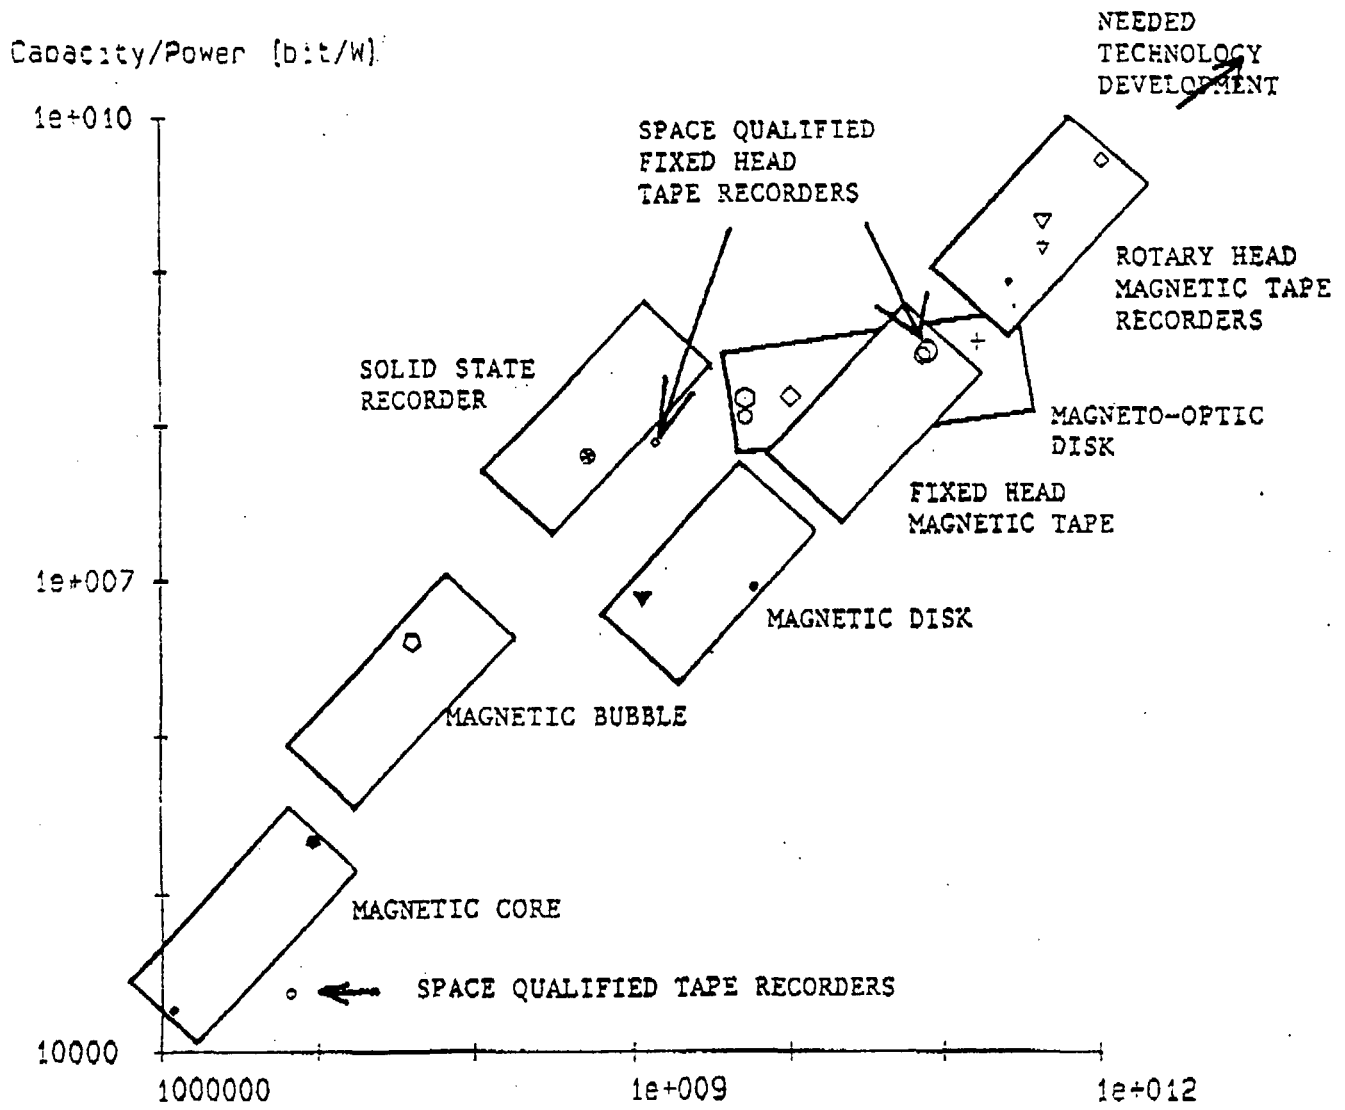 NEEDED
TECHNOLOGY
DEVELOPMENT
Capacity/Power [bit/W]
1e+010
SPACE QUALIFIED
FIXED HEAD
TAPE RECORDERS
ROTARY HEAD
MAGNETIC TAPE
RECORDERS
SOLID STATE
RECORDER
MAGNETO-OPTIC
DISK
FIXED HEAD
MAGNETIC TAPE
1e+007
MAGNETIC DISK
MAGNETIC BUBBLE
MAGNETIC CORE
SPACE QUALIFIED TAPE RECORDERS
10000
1000000
1e+009
1e+012